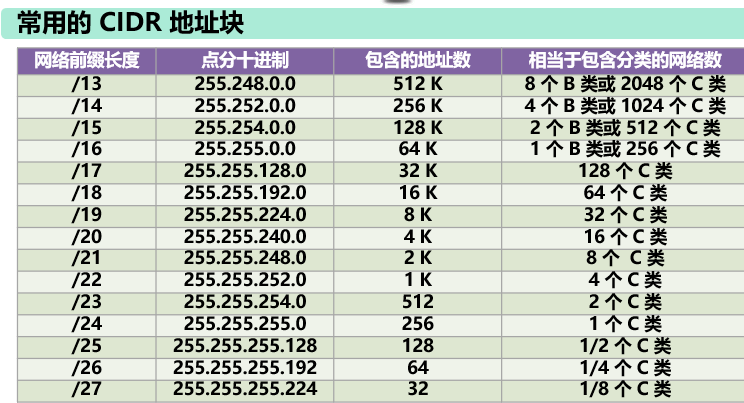 常用的 CIDR 地址块
网络前缀长度 点分十进制 包含的地址数 相当于包含分类的网络数
/13 255.248.0.0 512 K 8 个 B 类或 2048 个 C 类
/14 255.252.0.0 256 K 4 个 B 类或 1024 个 C 类
/15 255.254.0.0 128 K 2 个 B 类或 512 个 C 类
/16 255.255.0.0 64 K 1 个 B 类或 256 个 C 类
/17 255.255.128.0 32 K 128 个 C 类
/18 255.255.192.0 16 K 64 个 C 类
/19 255.255.224.0 8 K 32 个 C 类
/20 255.255.240.0 4 K 16 个 C 类
/21 255.255.248.0 2 K 8 个 C 类
/22 255.255.252.0 1 K 4 个 C 类
/23 255.255.254.0 512 2 个 C 类
/24 255.255.255.0 256 1 个 C 类
/25 255.255.255.128 128 1/2 个 C 类
/26 255.255.255.192 64 1/4 个 C 类
/27 255.255.255.224 32 1/8 个 C 类